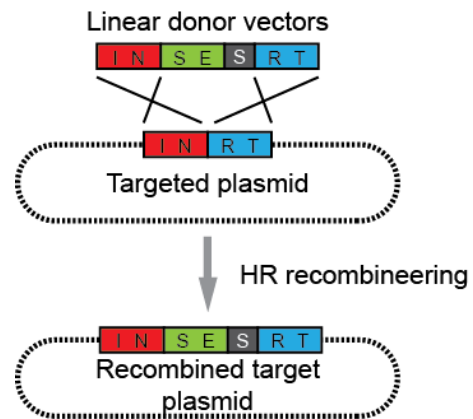 Linear donor vectors
I N S E S R T
I N R T
Targeted plasmid
HR recombineering
I N S E S R T
Recombined target
plasmid